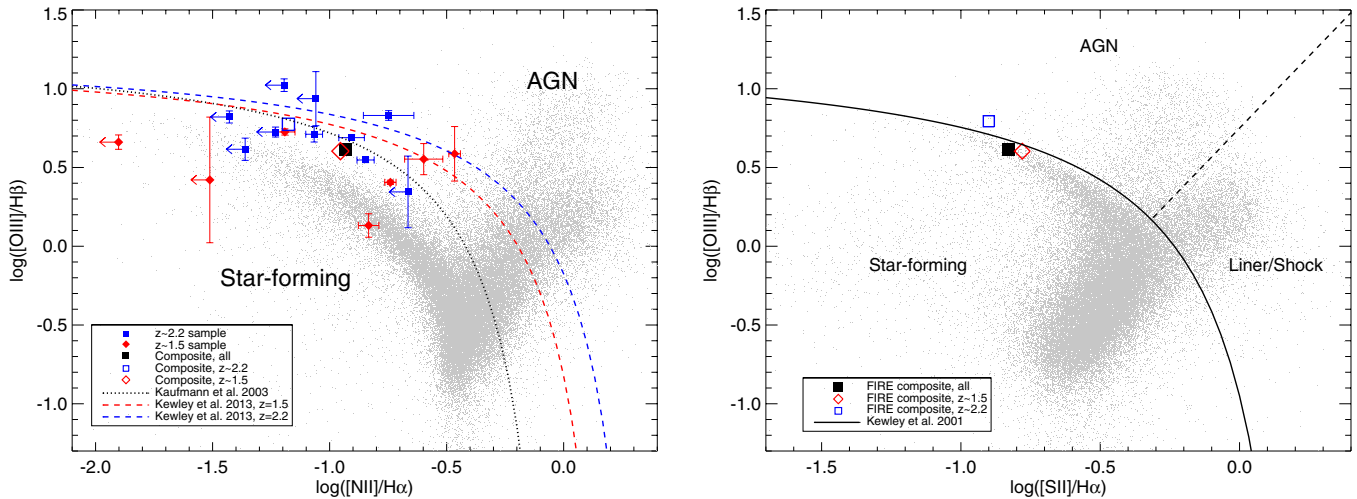 1.5
1.0
0.5
0.0
-0.5
-1.0
log([OIII]/Hβ)
AGN
Star-forming
z~2.2 sample
z~1.5 sample
Composite, all
Composite, z~2.2
Composite, z~1.5
Kaufmann et al. 2003
Kewley et al. 2013, z=1.5
Kewley et al. 2013, z=2.2
-2.0 -1.5 -1.0 -0.5 0.0
log([NII]/Hα)
1.5
1.0
0.5
0.0
-0.5
-1.0
log([OIII]/Hβ)
AGN
Star-forming
Liner/Shock
FIRE composite, all
FIRE composite, z~1.5
FIRE composite, z~2.2
Kewley et al. 2001
-1.5 -1.0 -0.5 0.0
log([SII]/Hα)